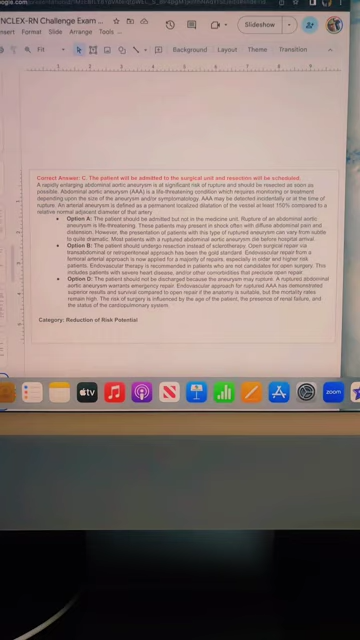 NCLEX-RN Challenge Exam ...
Format Slide Arrange Tools ...
Slideshow
Fit
Background Layout Theme Transition
Correct Answer: C. The patient will be admitted to the surgical unit and resection will be scheduled.
A rapidly enlarging abdominal aortic aneurysm is at significant risk of rupture and should be resected as soon as
possible. Abdominal aortic aneurysm (AAA) is a life-threatening condition which requires monitoring or treatment
depending upon the size of the aneurysm and/or symptomatology. AAA may be detected incidentally or at the time of
rupture. An arterial aneurysm is defined as a permanent localized dilatation of the vessel at least 150% compared to a
relative normal adjacent diameter of that artery
• Option A: The patient should be admitted but not in the medicine unit. Rupture of an abdominal aortic
aneurysm is life-threatening. These patients may present in shock often with diffuse abdominal pain and
distension. However, the presentation of patients with this type of ruptured aneurysm can vary from subtle
to quite dramatic. Most patients with a ruptured abdominal aortic aneurysm die before hospital arrival.
• Option B: The patient should undergo resection instead of sclerotherapy. Open surgical repair via
transabdominal or retroperitoneal approach has been the gold standard. Endovascular repair from a
femoral arterial approach is now applied for a majority of repairs, especially in older and higher risk
patients. Endovascular therapy is recommended in patients who are not candidates for open surgery. This
includes patients with severe heart disease, and/or other comorbidities that preclude open repair.
• Option D: The patient should not be discharged because the aneurysm may rupture. A ruptured abdominal
aortic aneurysm warrants emergency repair. Endovascular approach for ruptured AAA has demonstrated
superior results and survival compared to open repair if the anatomy is suitable, but the mortality rates
remain high. The risk of surgery is influenced by the age of the patient, the presence of renal failure, and
the status of the cardiopulmonary system.
Category: Reduction of Risk Potential
tv
zoom